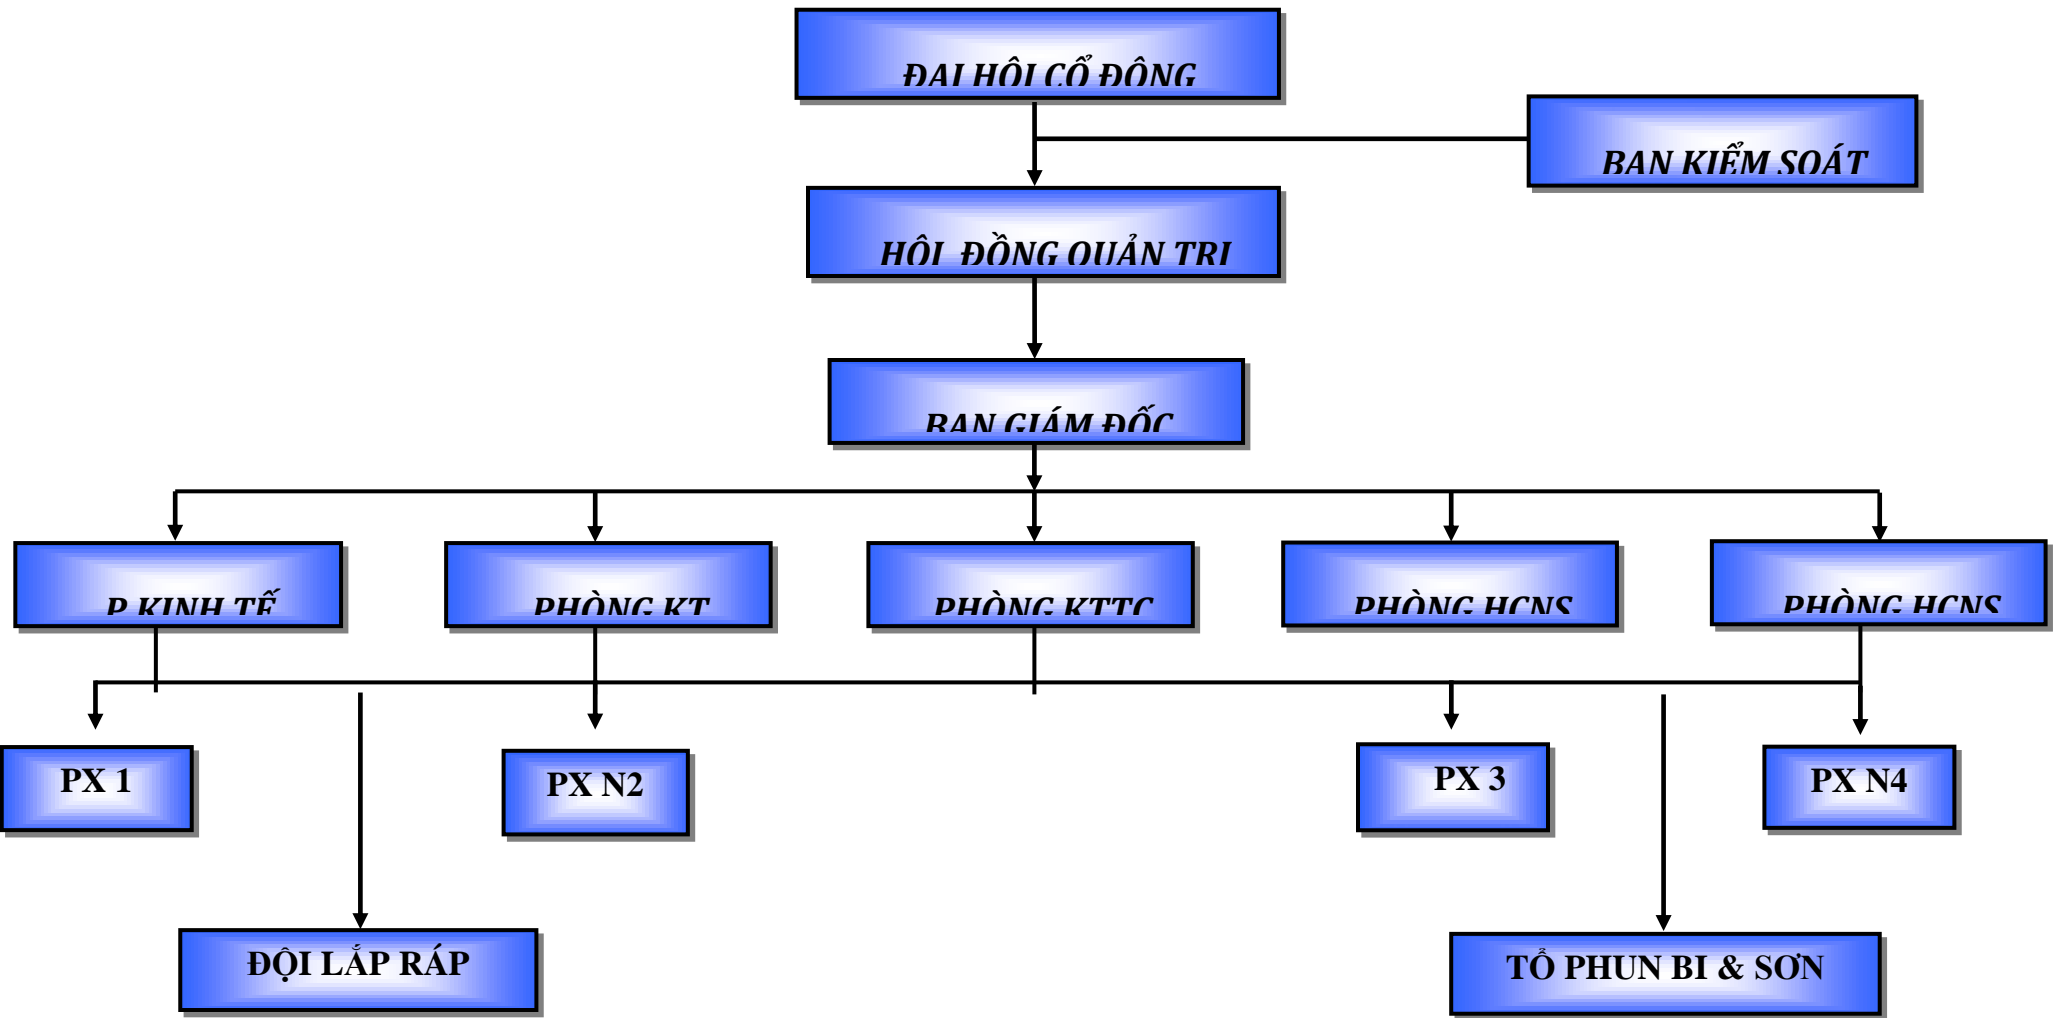 ĐẠI HỘI CỔ ĐÔNG
BAN KIỂM SOÁT
HỘI ĐỒNG QUẢN TRỊ
BAN GIÁM ĐỐC
P KINH TẾ
PHÒNG KT
PHÒNG KTTC
PHÒNG HCNS
PHÒNG HCNS
PX 1
PX N2
PX 3
PX N4
ĐỘI LẮP RÁP
TỔ PHUN BI & SƠN